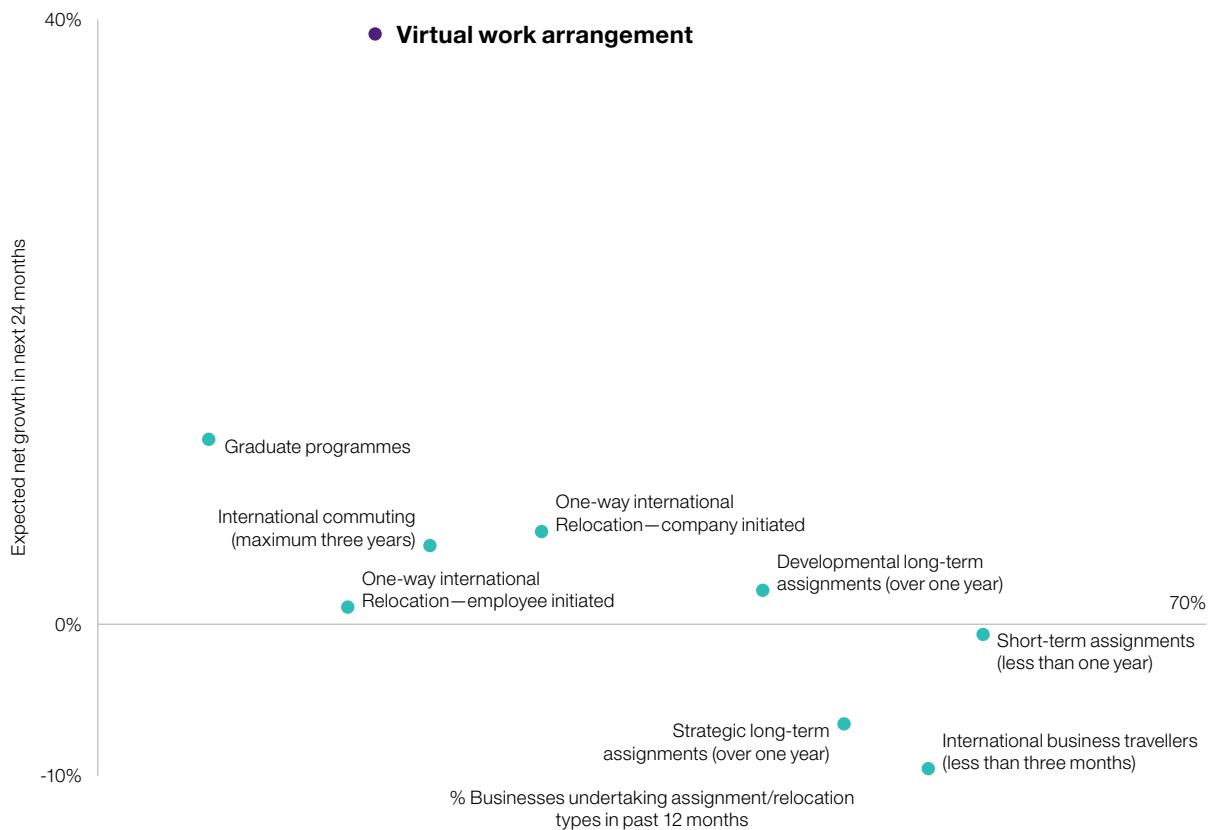 40%
Virtual work arrangement
Expected net growth in next 24 months
Graduate programmes
One-way international
Relocation—company initiated
International commuting
(maximum three years)
Developmental long-term
assignments (over one year)
One-way international
Relocation—employee initiated
70%
0%
Short-term assignments
(less than one year)
Strategic long-term
assignments (over one year)
International business travellers
(less than three months)
-10%
% Businesses undertaking assignment/relocation
types in past 12 months